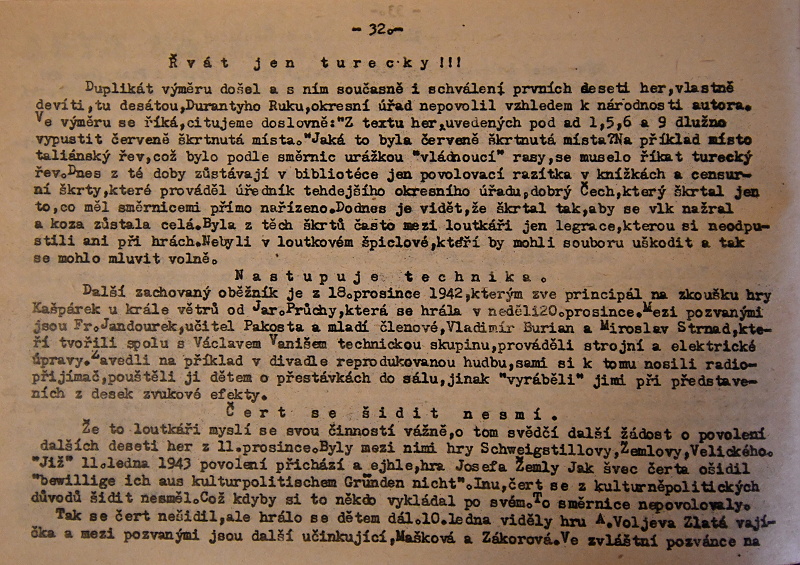 - 32.-
Řvát jen turecky!!!
Duplikát výměru došel a s ním současně i schválení prvních deseti her,vlastně
devíti,tu desátou,Durantyho Ruku,okresní úřad nepovolil vzhledem k národnosti autora.
Ve výměru se říká,citujeme doslovně:"Z textu her,uvedených pod ad 1,5,6 a 9 dlužno
vypustit červeně škrtnutá místa."Jaká to byla červeně škrtnutá místa?Na příklad místo
taliánský řev,což bylo podle směrnic urážkou "vládnoucí" rasy,se muselo říkat turecký
řev.Dnes z té doby zůstávají v bibliotéce jen povolovací razítka v knížkách a censur-
ní škrty,které prováděl úředník tehdejšího okresního úřadu,dobrý Čech,který škrtal jen
to,co měl směrnicemi přímo nařízeno.Dodnes je vidět,že škrtal tak,aby se vlk nažral
a koza zůstala celá.Byla z těch škrtů často mezi loutkáři jen legrace,kterou si neodpu-
stili ani při hrách.Nebyli v loutkovém špiclové,kteří by mohli souboru uškodit a tak
se mohlo mluvit volně.
Nastupuje technika.
Další zachovaný oběžník je z 18.prosince 1942,kterým zve principál na zkoušku hry
Kašpárek u krále větrů od Jar.Průchy,která se hrála v neděli20.prosince.Mezi pozvanými
jsou Fr.Jandourek,učitel Pakosta a mladí členové,Vladimír Burian a Miroslav Strnad,kte-
ří tvořili spolu s Václavem Vanišem technickou skupinu,prováděli strojní a elektrické
úpravy.Zavedli na příklad v divadle reprodukovanou hudbu,sami si k tomu nosili radio-
přijímač,pouštěli ji dětem o přestávkách do sálu,jinak "vyráběli" jimi při představe-
ních z desek zvukové efekty.
Čert se šidit nesmí.
Že to loutkáři myslí se svou činností vážně,o tom svědčí další žádost o povolení
dalších deseti her z 11.prosince.Byly mezi nimi hry Schweigstillovy,Zemlovy,Velického.
"Již" 11.ledna 1943 povolení přichází a ejhle,hra Josefa Žemly Jak švec čerta ošidil
"bewillige ich aus kulturpolitischem Gründen nicht".Inu,čert se z kulturněpolitických
důvodů šidit nesměl.Což kdyby si to někdo vykládal po svém.To směrnice nepovolovaly.
Tak se čert nešidil,ale hrálo se dětem dál.10.ledna viděly hru A.Voljeva Zlatá vají-
čka a mezi pozvanými jsou další učinkující,Mašková a Zákorová.Ve zvláštní pozvánce na